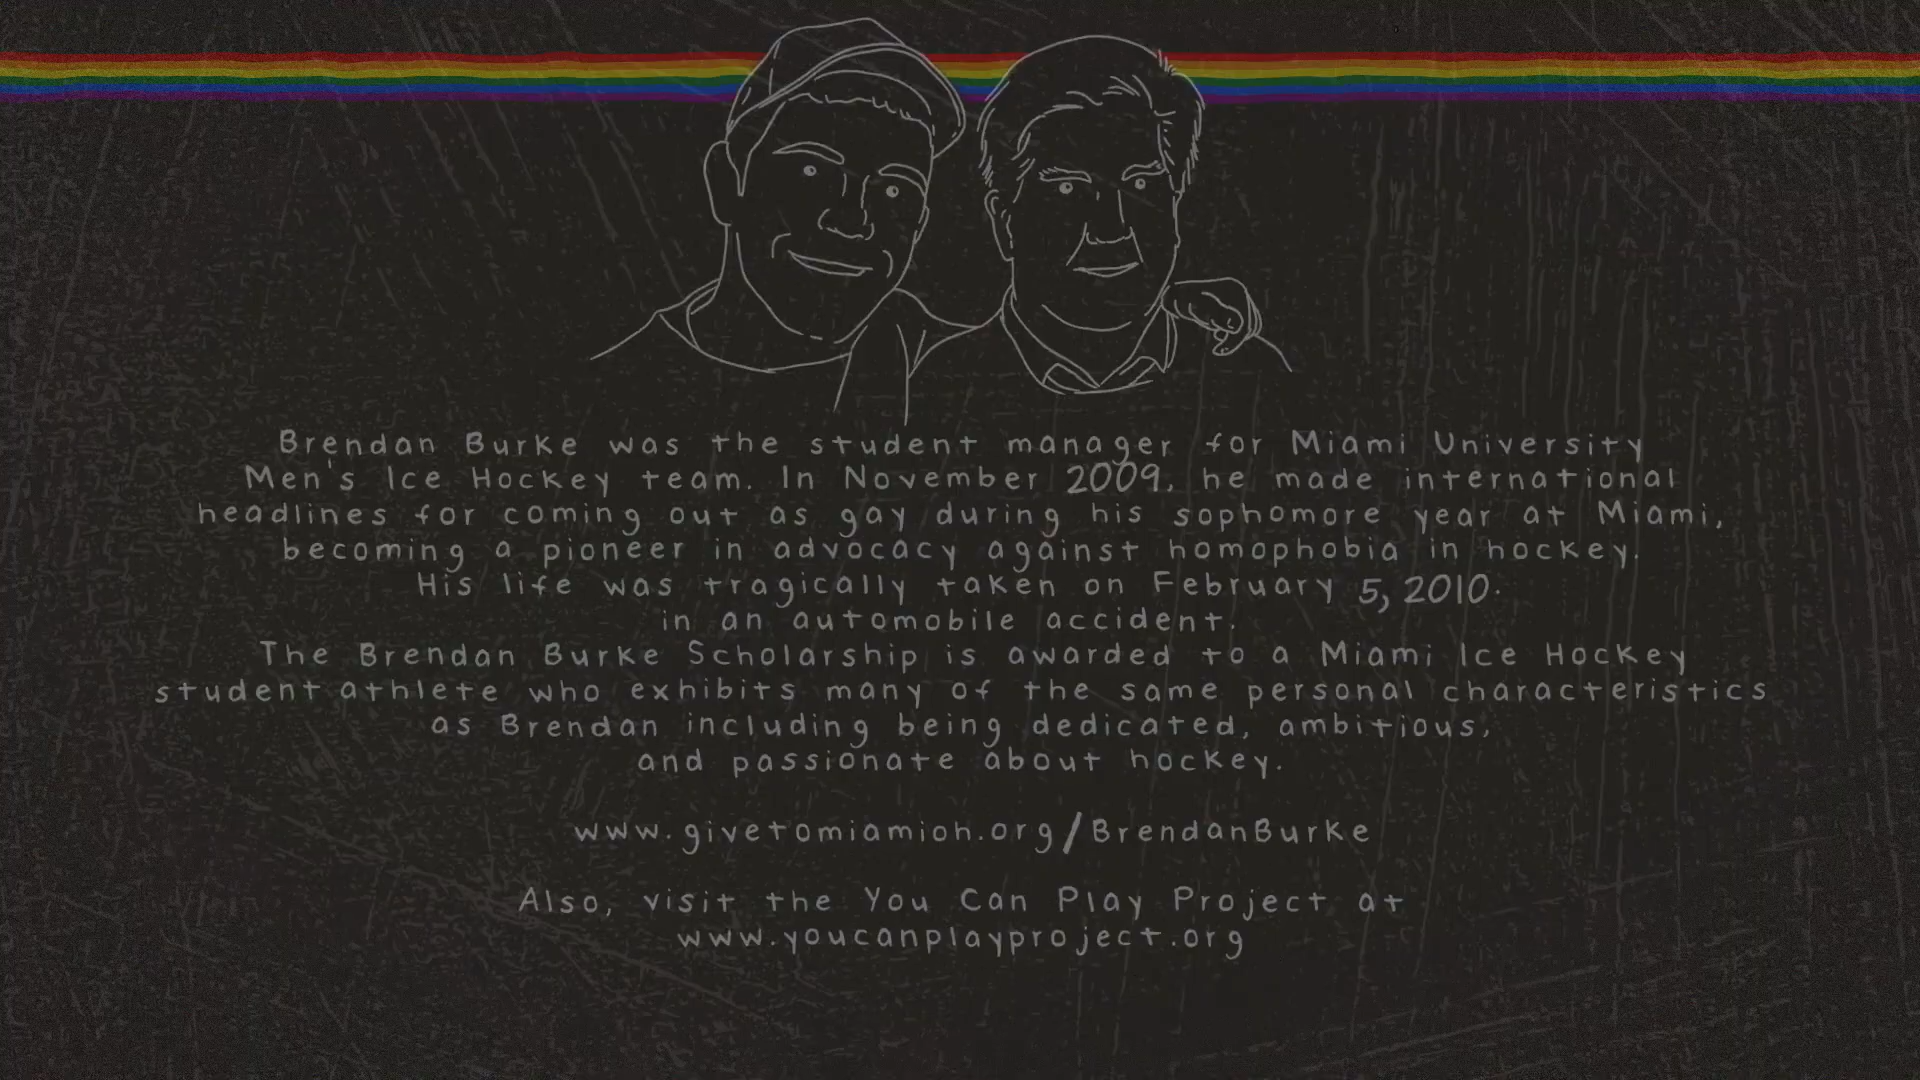 Brendan Burke was the student manager for Miami University
Men's Ice Hockey team. In November 2009, he made international
headlines for coming out as gay during his sophomore year at Miami,
becoming a pioneer in advocacy against homophobia in hockey.
His life was tragically taken on February 5, 2010.
in an automobile accident.
The Brendan Burke Scholarship is awarded to a Miami Ice Hockey
student athlete who exhibits many of the same personal characteristics
as Brendan including being dedicated, ambitious,
and passionate about hockey.
www.givetomiamioh.org/BrendanBurke
Also, visit the You Can Play Project at
www.youcanplayproject.org